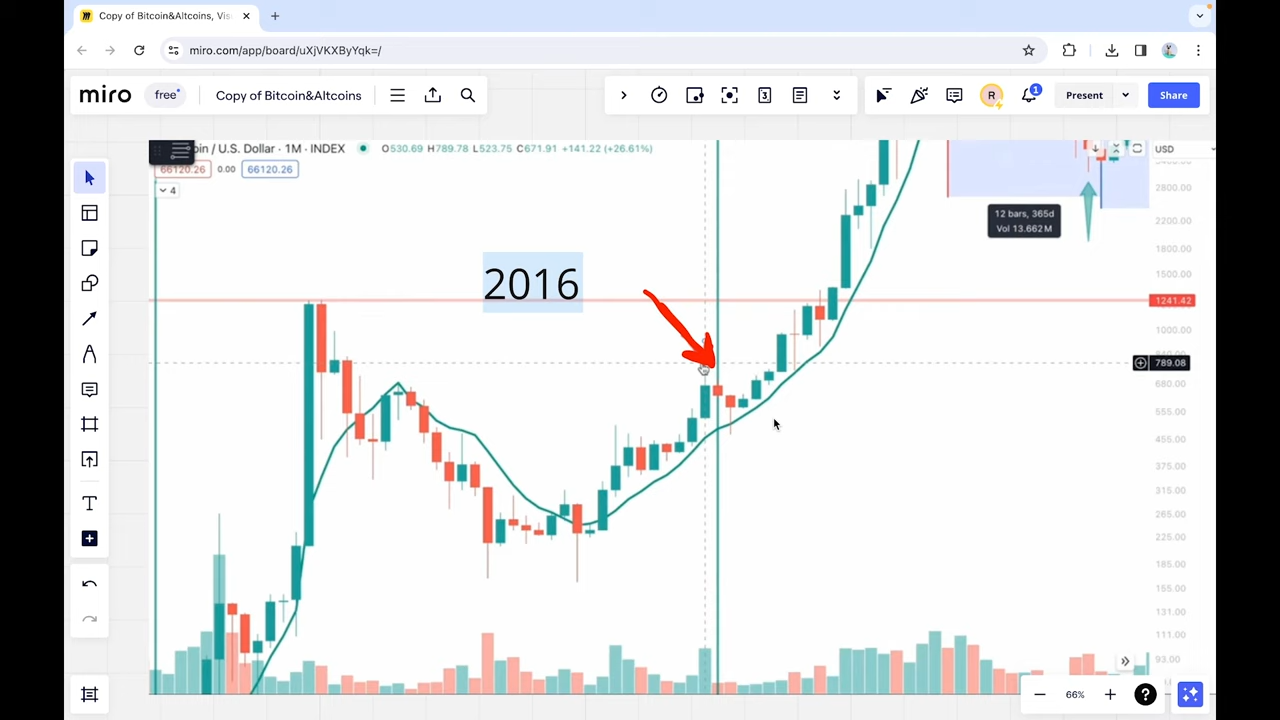 Copy of Bitcoin&Altcoins, Vis
miro.com/app/board/uXjVKXByYqk=/
miro
free
Copy of Bitcoin&Altcoins
3
R
1
Present
Share
/ U.S. Dollar · 1M · INDEX
O530.69 H789.78 L523.75 C671.91 +141.22 (+26.61%)
USD
66120.26
0.00
66120.26
4
2800.00
2200.00
1800.00
1500.00
1241.42
1000.00
789.08
680.00
555.00
455.00
375.00
315.00
265.00
225.00
185.00
155.00
131.00
111.00
93.00
12 bars, 365d
Vol 13.662M
2016
T
66%
?